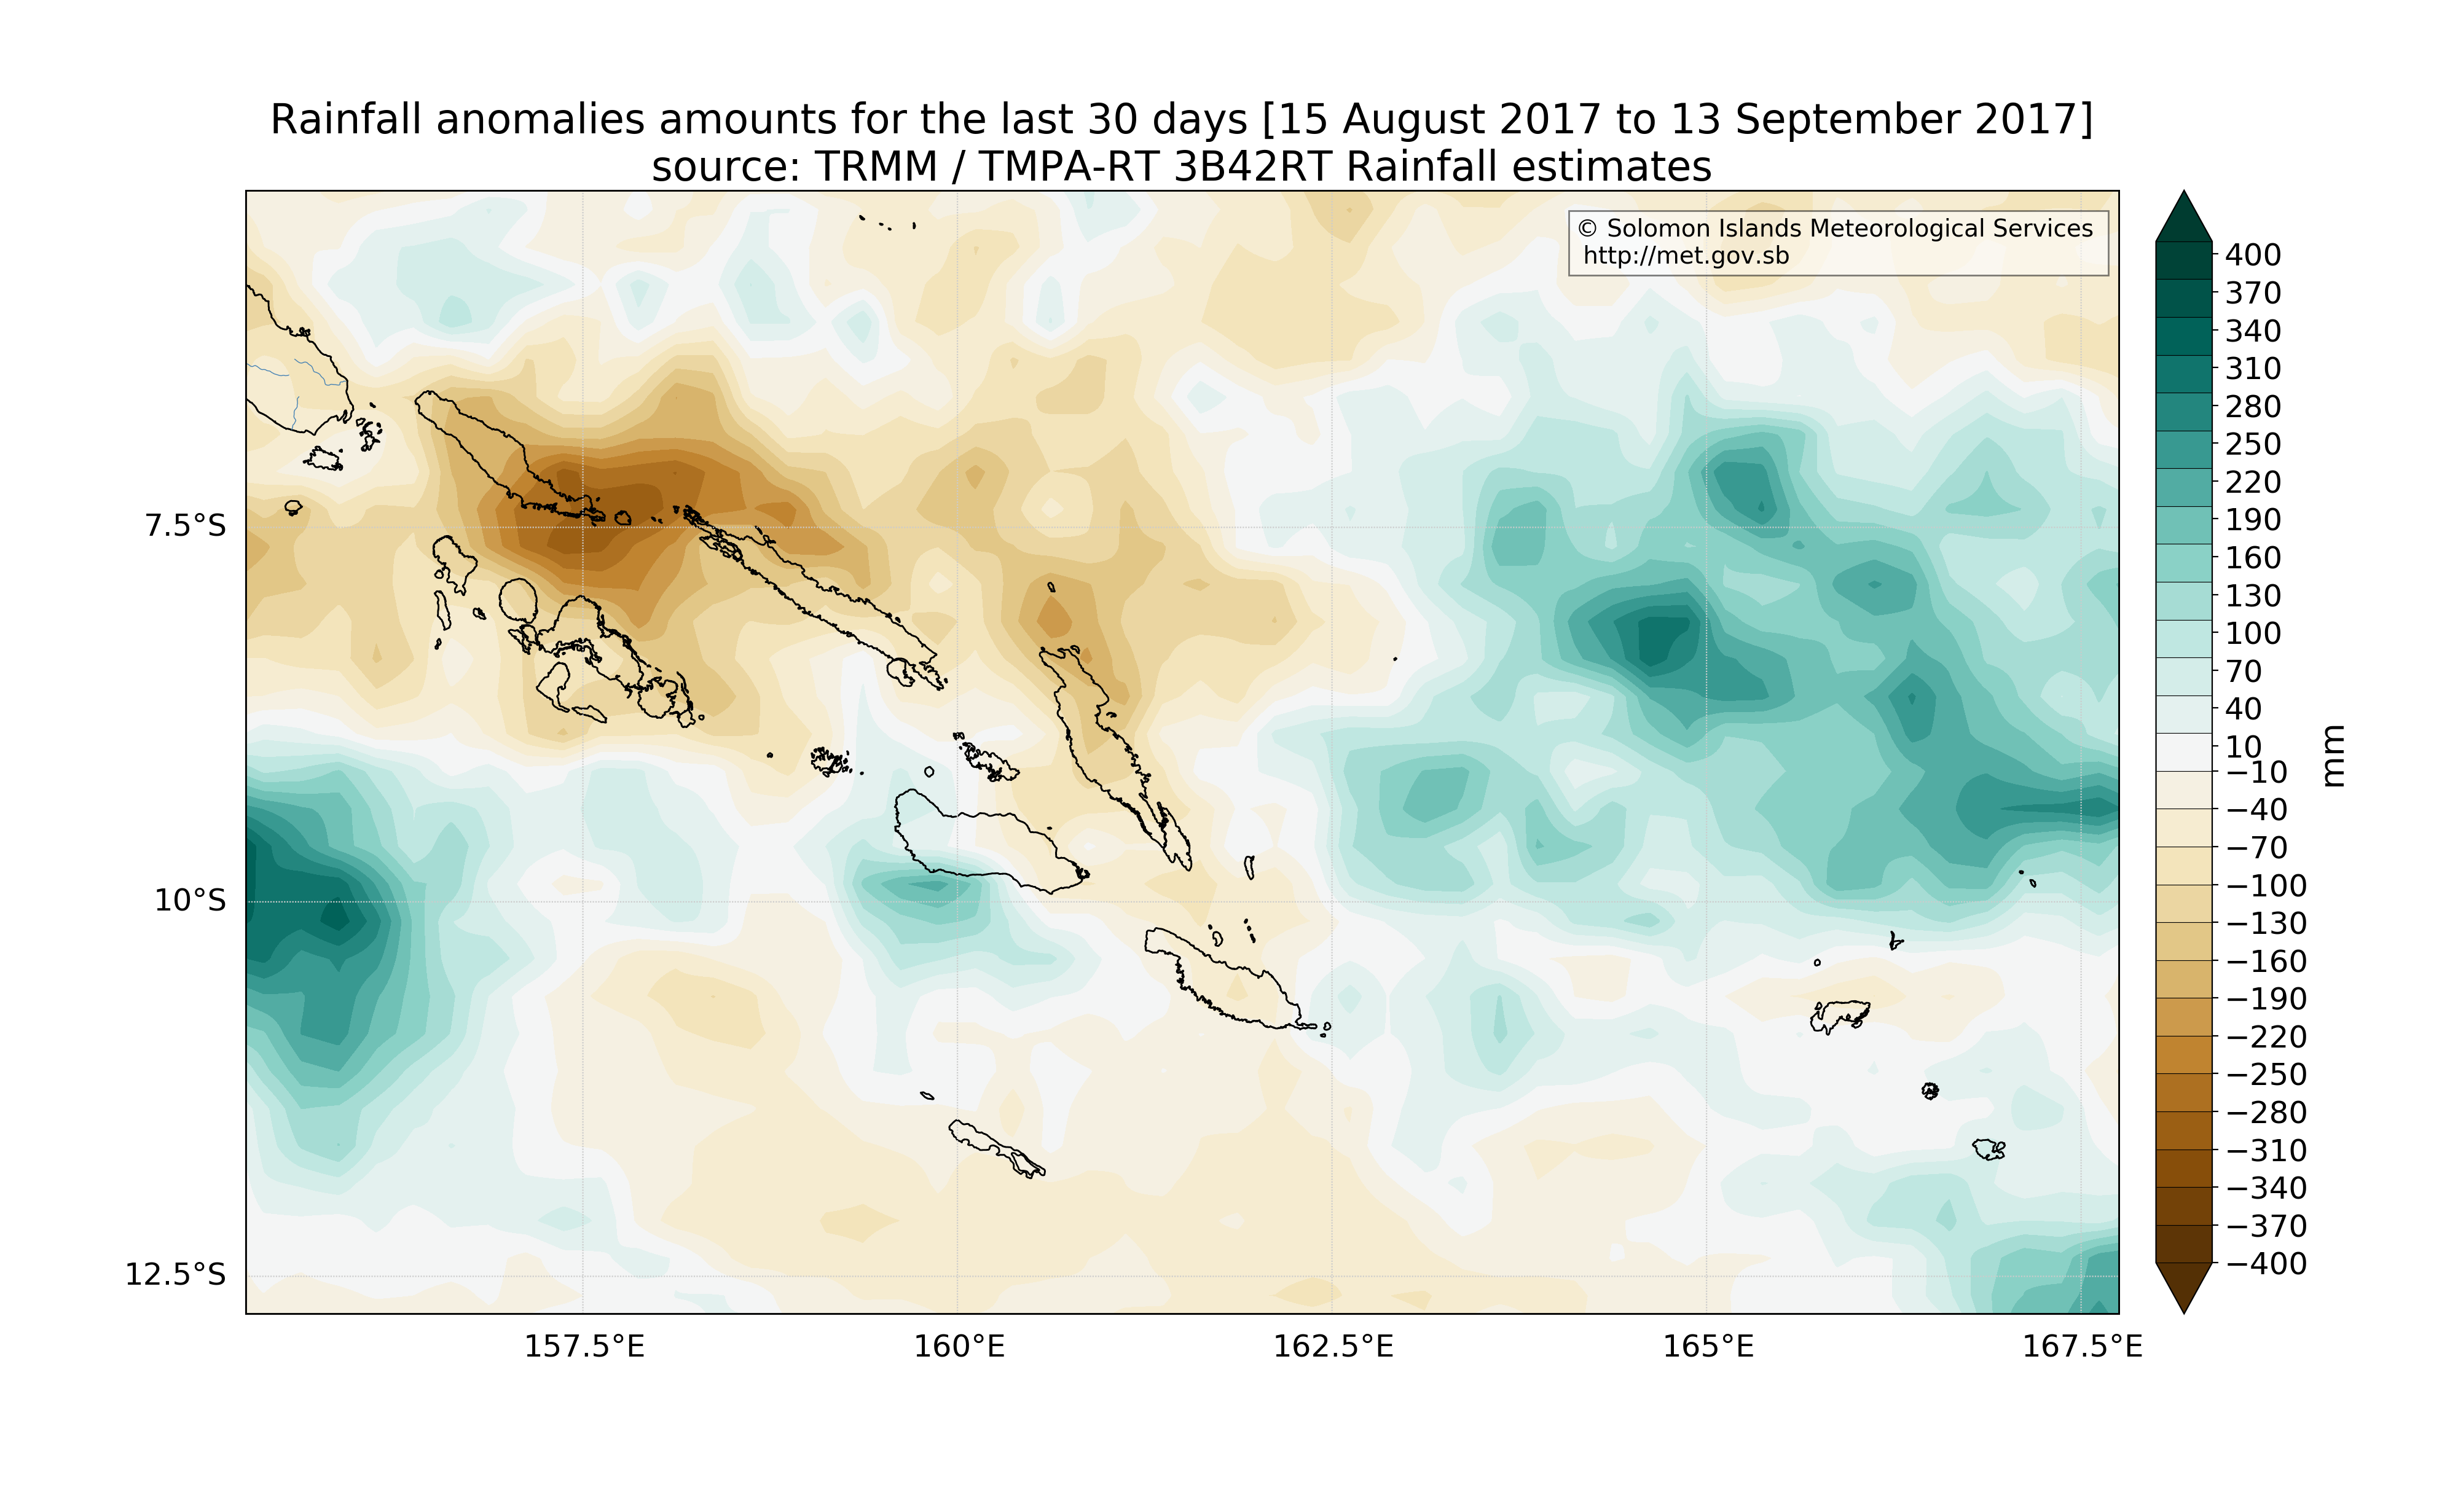 Rainfall anomalies amounts for the last 30 days [15 August 2017 to 13 September 2017]
source: TRMM / TMPA-RT 3B42RT Rainfall estimates
© Solomon Islands Meteorological Services
http://met.gov.sb
7.5°S
10°S
12.5°S
157.5°E
160°E
162.5°E
165°E
167.5°E
400
370
340
310
280
250
220
190
160
130
100
70
40
10
−10
−40
−70
−100
−130
−160
−190
−220
−250
−280
−310
−340
−370
−400
mm